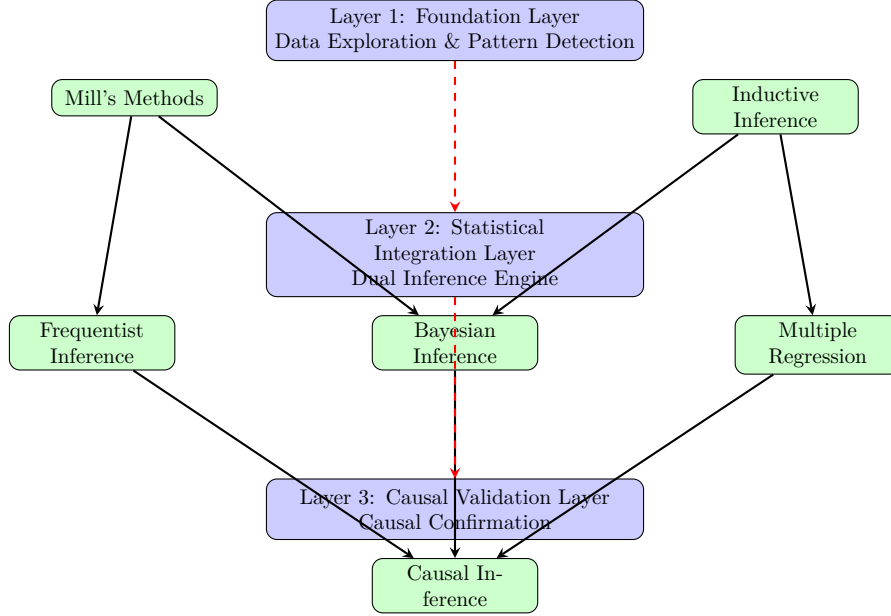 Layer 1: Foundation Layer
Data Exploration & Pattern Detection
Mill's Methods
Inductive
Inference
Layer 2: Statistical
Integration Layer
Dual Inference Engine
Frequentist
Inference
Bayesian
Inference
Multiple
Regression
Layer 3: Causal Validation Layer
Causal Confirmation
Causal In-
ference